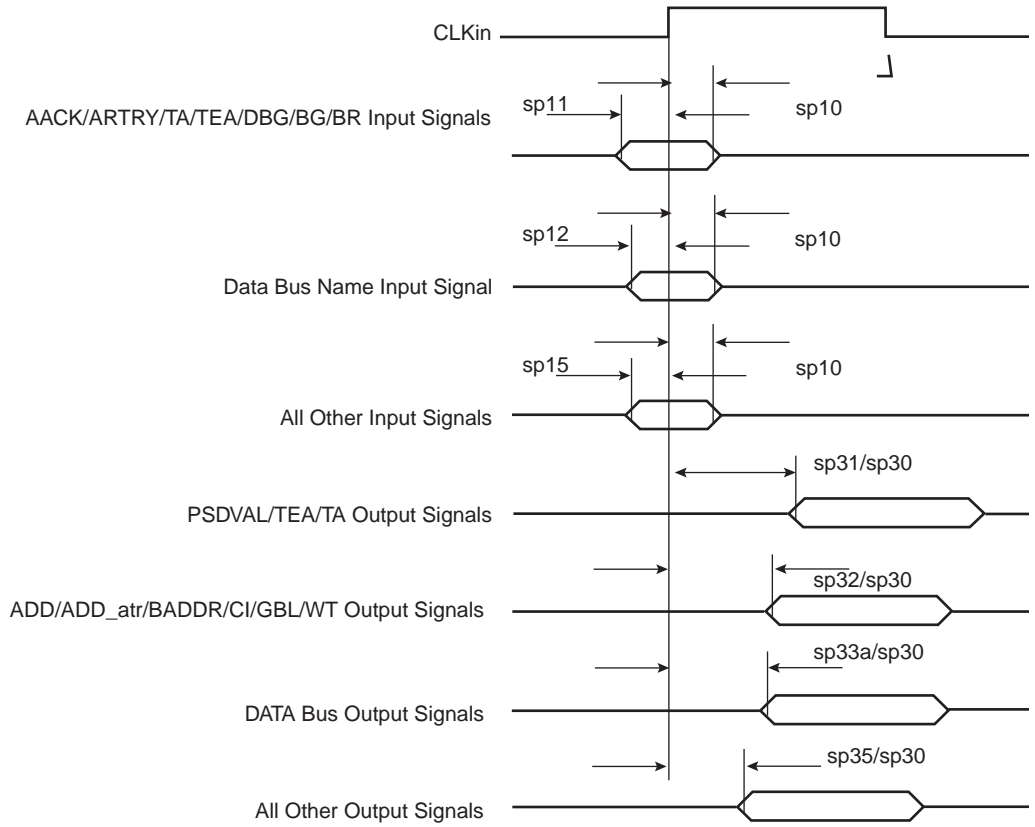 CLKin
sp11
sp10
AACK/ARTRY/TA/TEA/DBG/BG/BR Input Signals
sp12
sp10
Data Bus Name Input Signal
sp15
sp10
All Other Input Signals
sp31/sp30
PSDVAL/TEA/TA Output Signals
sp32/sp30
ADD/ADD_atr/BADDR/CI/GBL/WT Output Signals
sp33a/sp30
DATA Bus Output Signals
sp35/sp30
All Other Output Signals